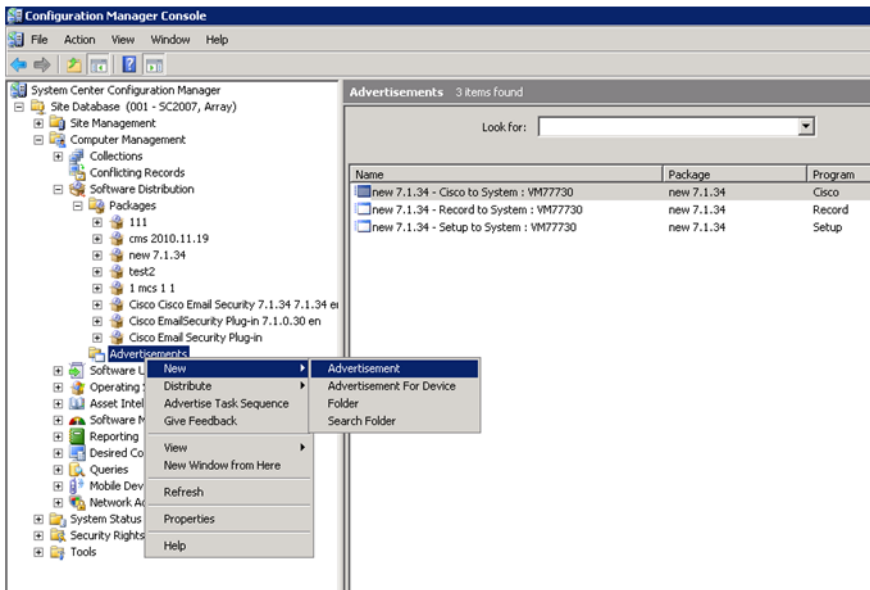 Configuration Manager Console
File Action View Window Help
System Center Configuration Manager
Site Database (001 - SC2007, Array)
Site Management
Computer Management
Collections
Conflicting Records
Software Distribution
Packages
111
cms 2010.11.19
new 7.1.34
test2
1 mcs 1 1
Cisco Cisco Email Security 7.1.34 7.1.34 en
Cisco EmailSecurity Plug-in 7.1.0.30 en
Cisco Email Security Plug-in
Advertisements
Software U
Operating
Asset Intel
Software M
Reporting
Desired Co
Queries
Mobile Dev
Network Ac
System Status
Security Rights
Tools
New
Distribute
Advertise Task Sequence
Give Feedback
View
New Window from Here
Refresh
Properties
Help
Advertisement
Advertisement For Device
Folder
Search Folder
Advertisements 3 items found
Look for:
Name Package Program
new 7.1.34 - Cisco to System : VM77730 new 7.1.34 Cisco
new 7.1.34 - Record to System : VM77730 new 7.1.34 Record
new 7.1.34 - Setup to System : VM77730 new 7.1.34 Setup